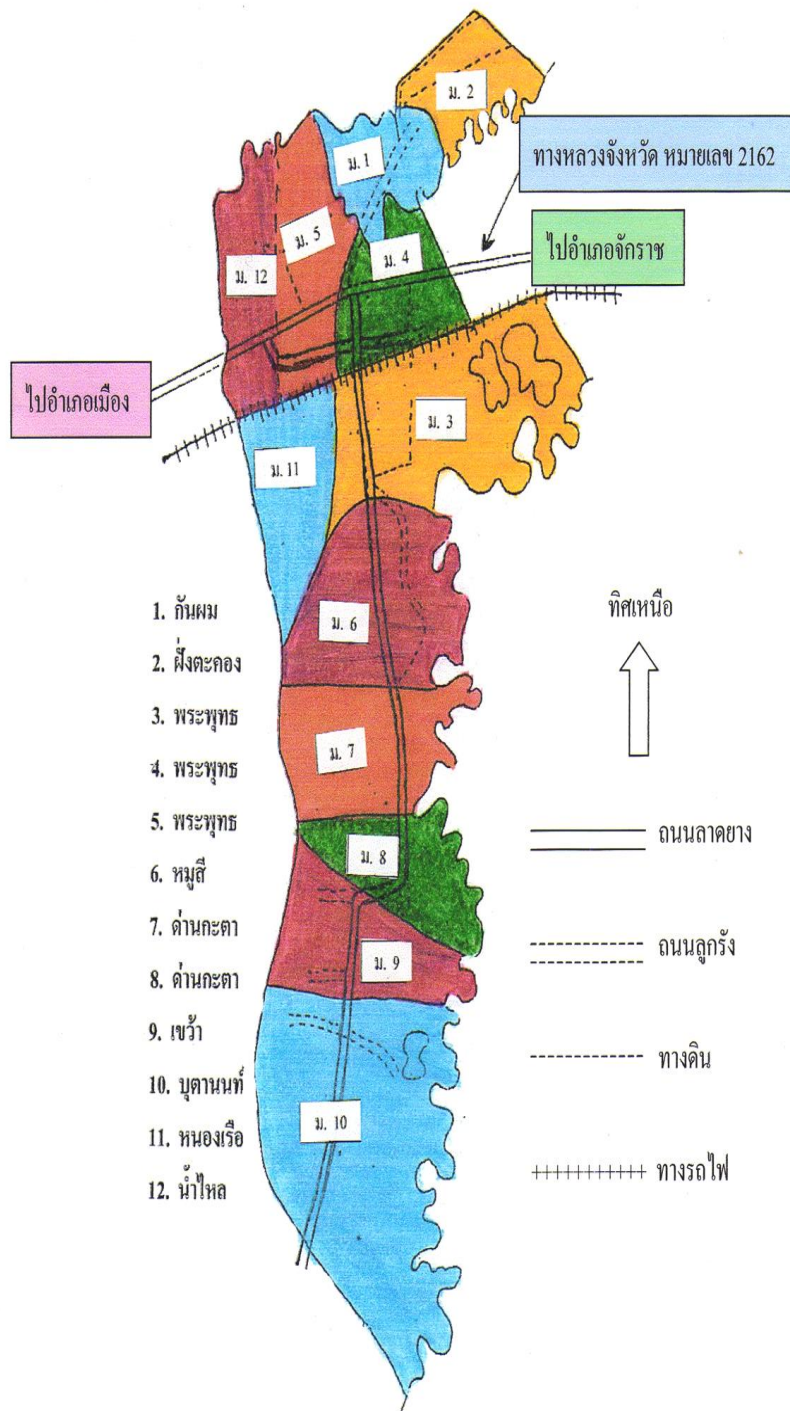 ม. 2
ม. 1
ทางหลวงจังหวัด หมายเลข 2162
ม. 5
ม. 4
ไปอำเภอจักราช
ม. 12
ไปอำเภอเมือง
ม. 3
ม. 11
ม. 6
ทิศเหนือ
1. กันผม
2. ฝั่งตะคอง
3. พระพุทธ
4. พระพุทธ
5. พระพุทธ
6. หมูสี
7. ด่านกะตา
8. ด่านกะตา
9. เขว้า
10. บุตานนท์
11. หนองเรือ
12. น้ำไหล
ม. 7
ม. 8
ม. 9
ม. 10
ถนนลาดยาง
ถนนลูกรัง
ทางดิน
ทางรถไฟ